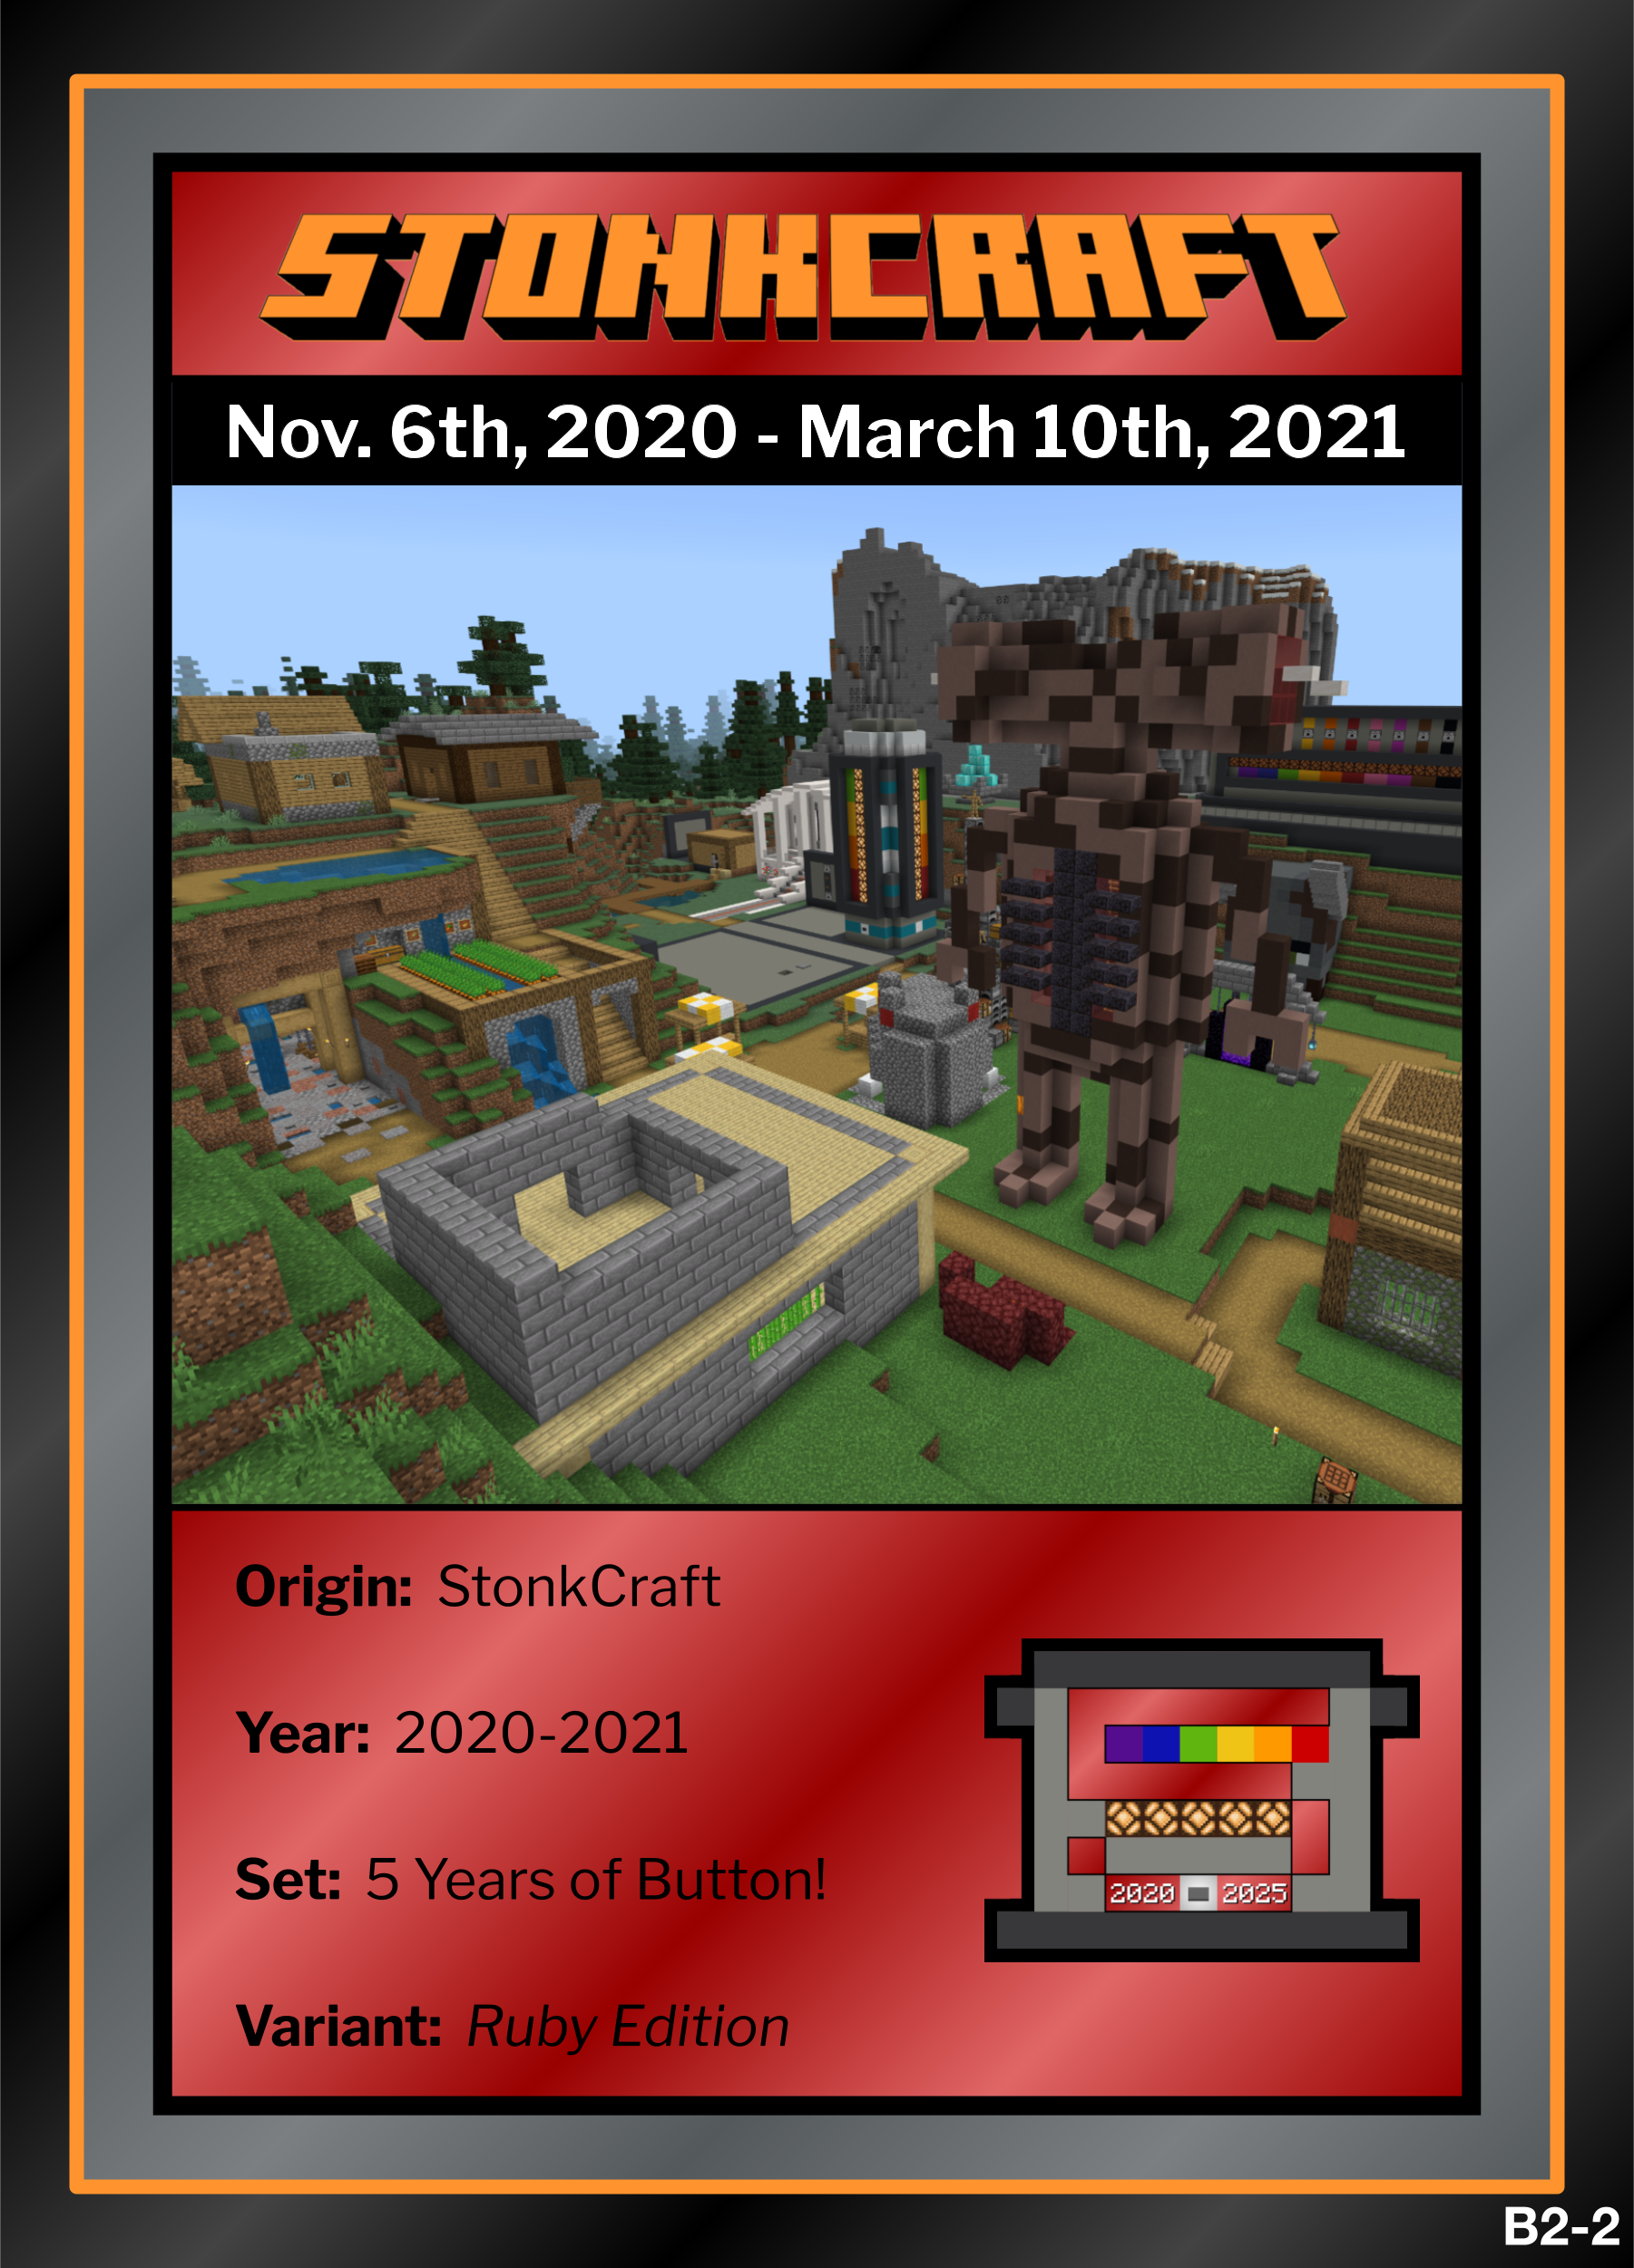 STONKCRAFT
Nov. 6th, 2020 - March 10th, 2021
Origin: StonkCraft
Year: 2020-2021
Set: 5 Years of Button!
Variant: Ruby Edition
2020 2025
B2-2